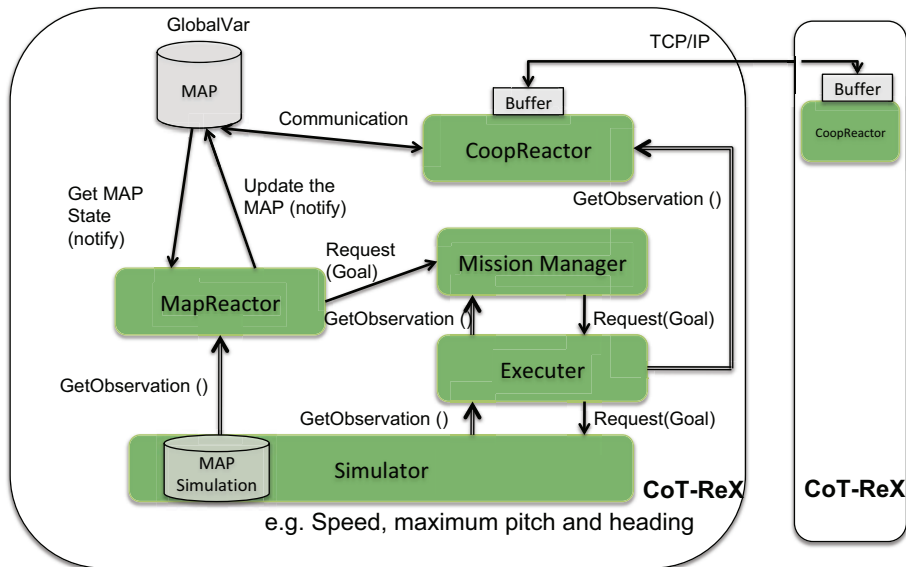 GlobalVar
MAP
TCP/IP
Buffer
Buffer
Communication
CoopReactor
CoopReactor
Get MAP
State
(notify)
Update the
MAP (notify)
GetObservation ()
Request
(Goal)
Mission Manager
MapReactor
GetObservation ()
Request(Goal)
Executer
GetObservation ()
GetObservation ()
Request(Goal)
MAP
Simulation
Simulator
CoT-ReX
CoT-ReX
e.g. Speed, maximum pitch and heading